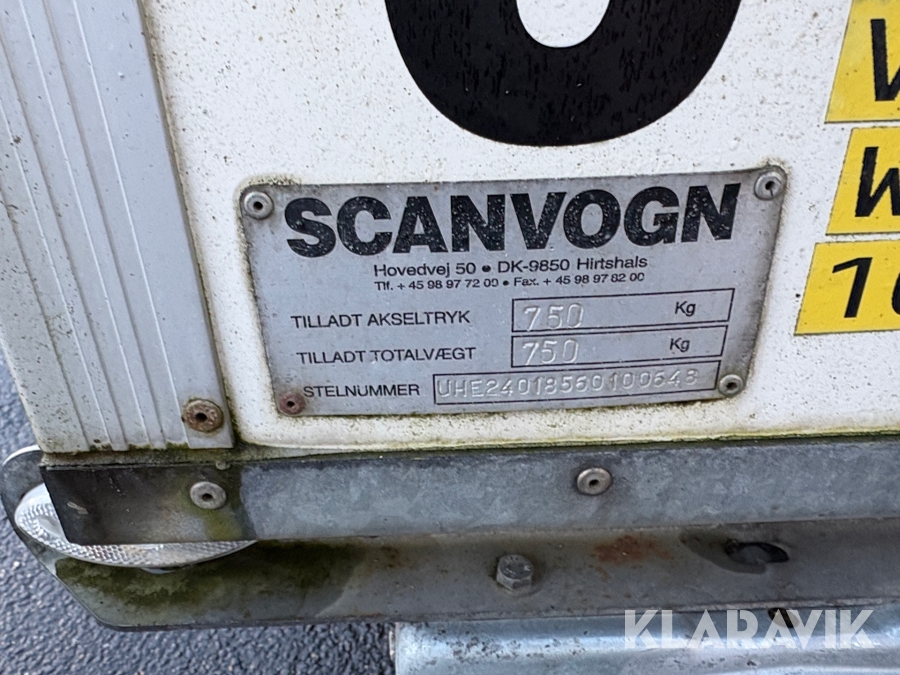 SCANVOGN
Hovedvej 50 • DK-9850 Hirtshals
Tlf. + 45 98 97 72 00 • Fax. + 45 98 97 82 00
TILLADT AKSELTRYK 750 Kg
TILLADT TOTALVÆGT 750 Kg
STELNUMMER UHE24018560100643
KLARAVIK